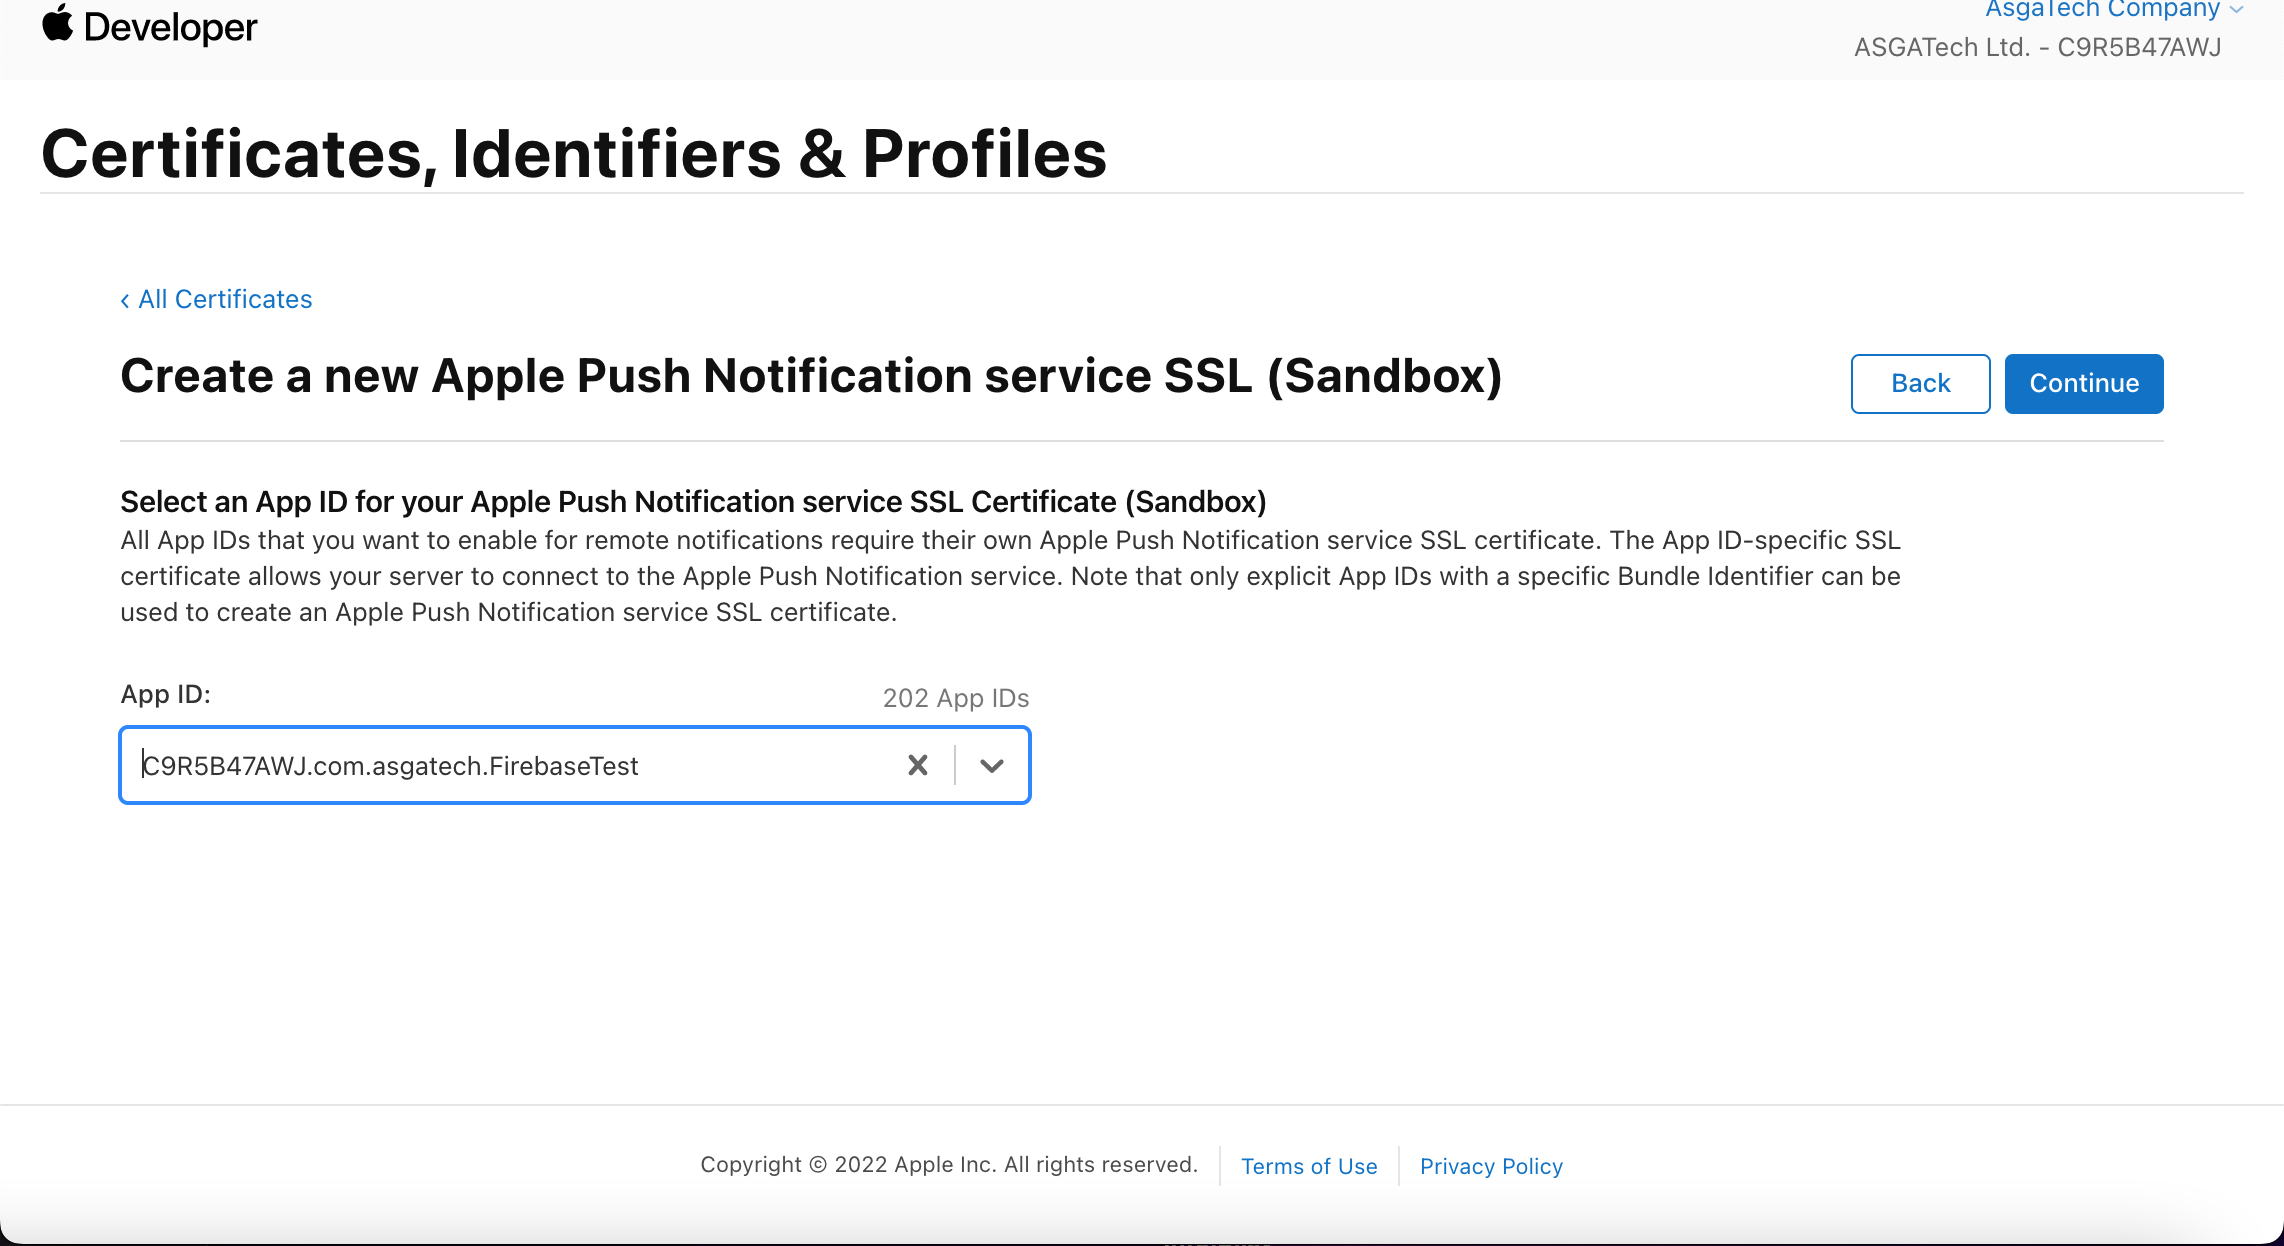 Developer
AsgaTech Company
ASGATech Ltd. - C9R5B47AWJ
Certificates, Identifiers & Profiles
‹ All Certificates
Create a new Apple Push Notification service SSL (Sandbox)
Back
Continue
Select an App ID for your Apple Push Notification service SSL Certificate (Sandbox)
All App IDs that you want to enable for remote notifications require their own Apple Push Notification service SSL certificate. The App ID-specific SSL
certificate allows your server to connect to the Apple Push Notification service. Note that only explicit App IDs with a specific Bundle Identifier can be
used to create an Apple Push Notification service SSL certificate.
App ID:
202 App IDs
C9R5B47AWJ.com.asgatech.FirebaseTest
Copyright © 2022 Apple Inc. All rights reserved.
Terms of Use
Privacy Policy